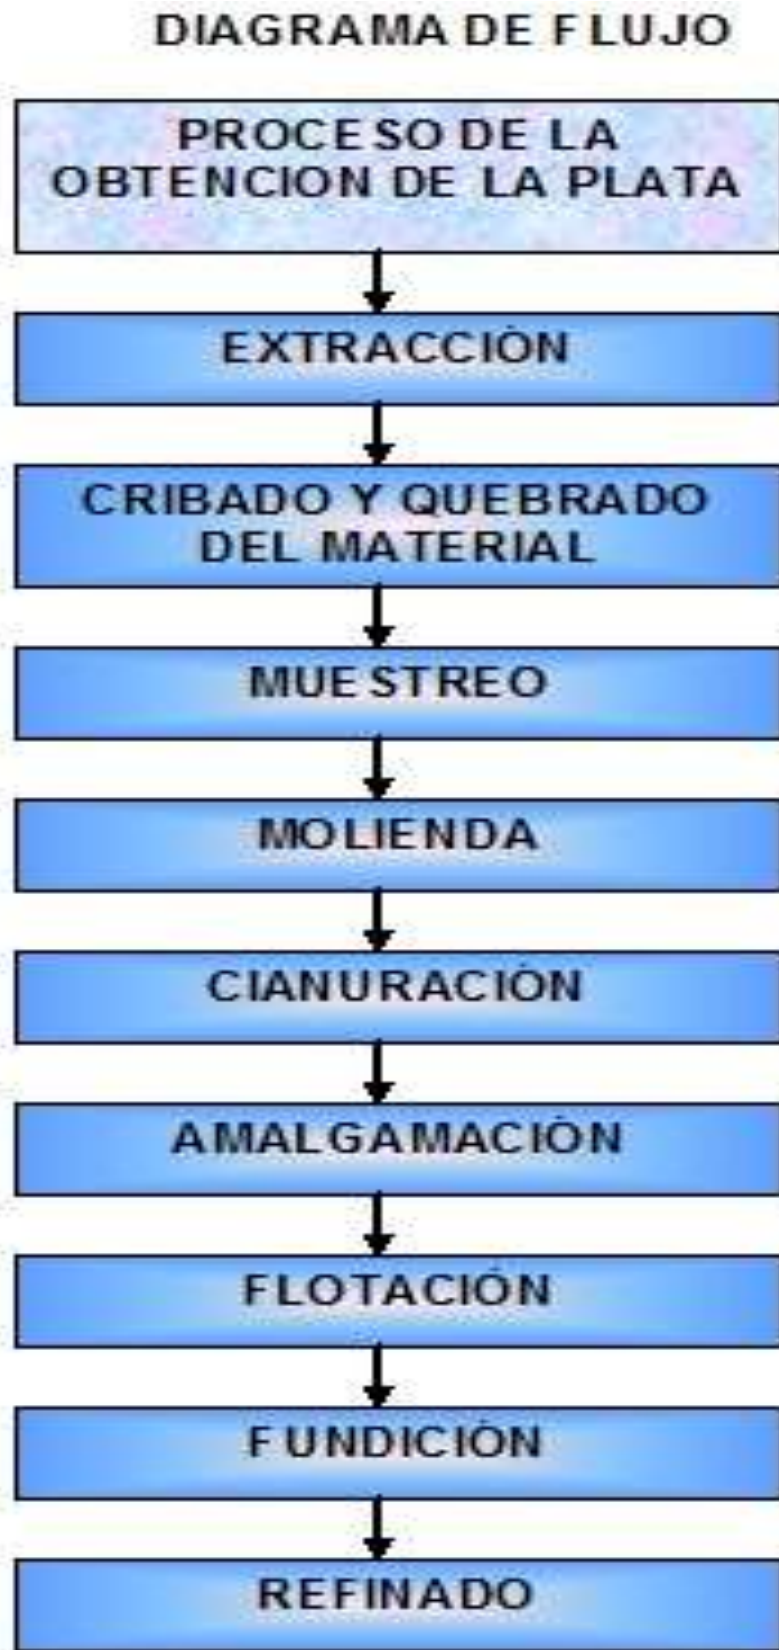 DIAGRAMA DE FLUJO
PROCESO DE LA
OBTENCION DE LA PLATA
EXTRACCIÓN
CRIBADO Y QUEBRADO
DEL MATERIAL
MUESTREO
MOLIENDA
CIANURACIÓN
AMALGAMACIÓN
FLOTACIÓN
FUNDICIÓN
REFINADO